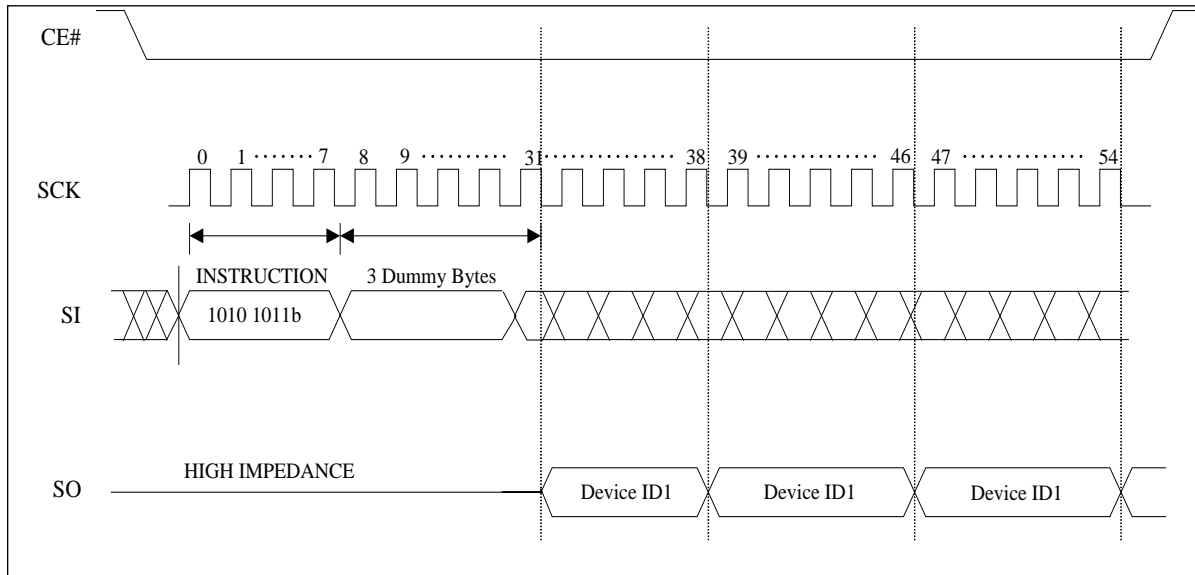 CE#
0 1 ········ 7 8 9 ··········· 31 ············· 38 39 ············· 46 47 ············· 54
SCK
INSTRUCTION 3 Dummy Bytes
SI 1010 1011b
HIGH IMPEDANCE
SO Device ID1 Device ID1 Device ID1